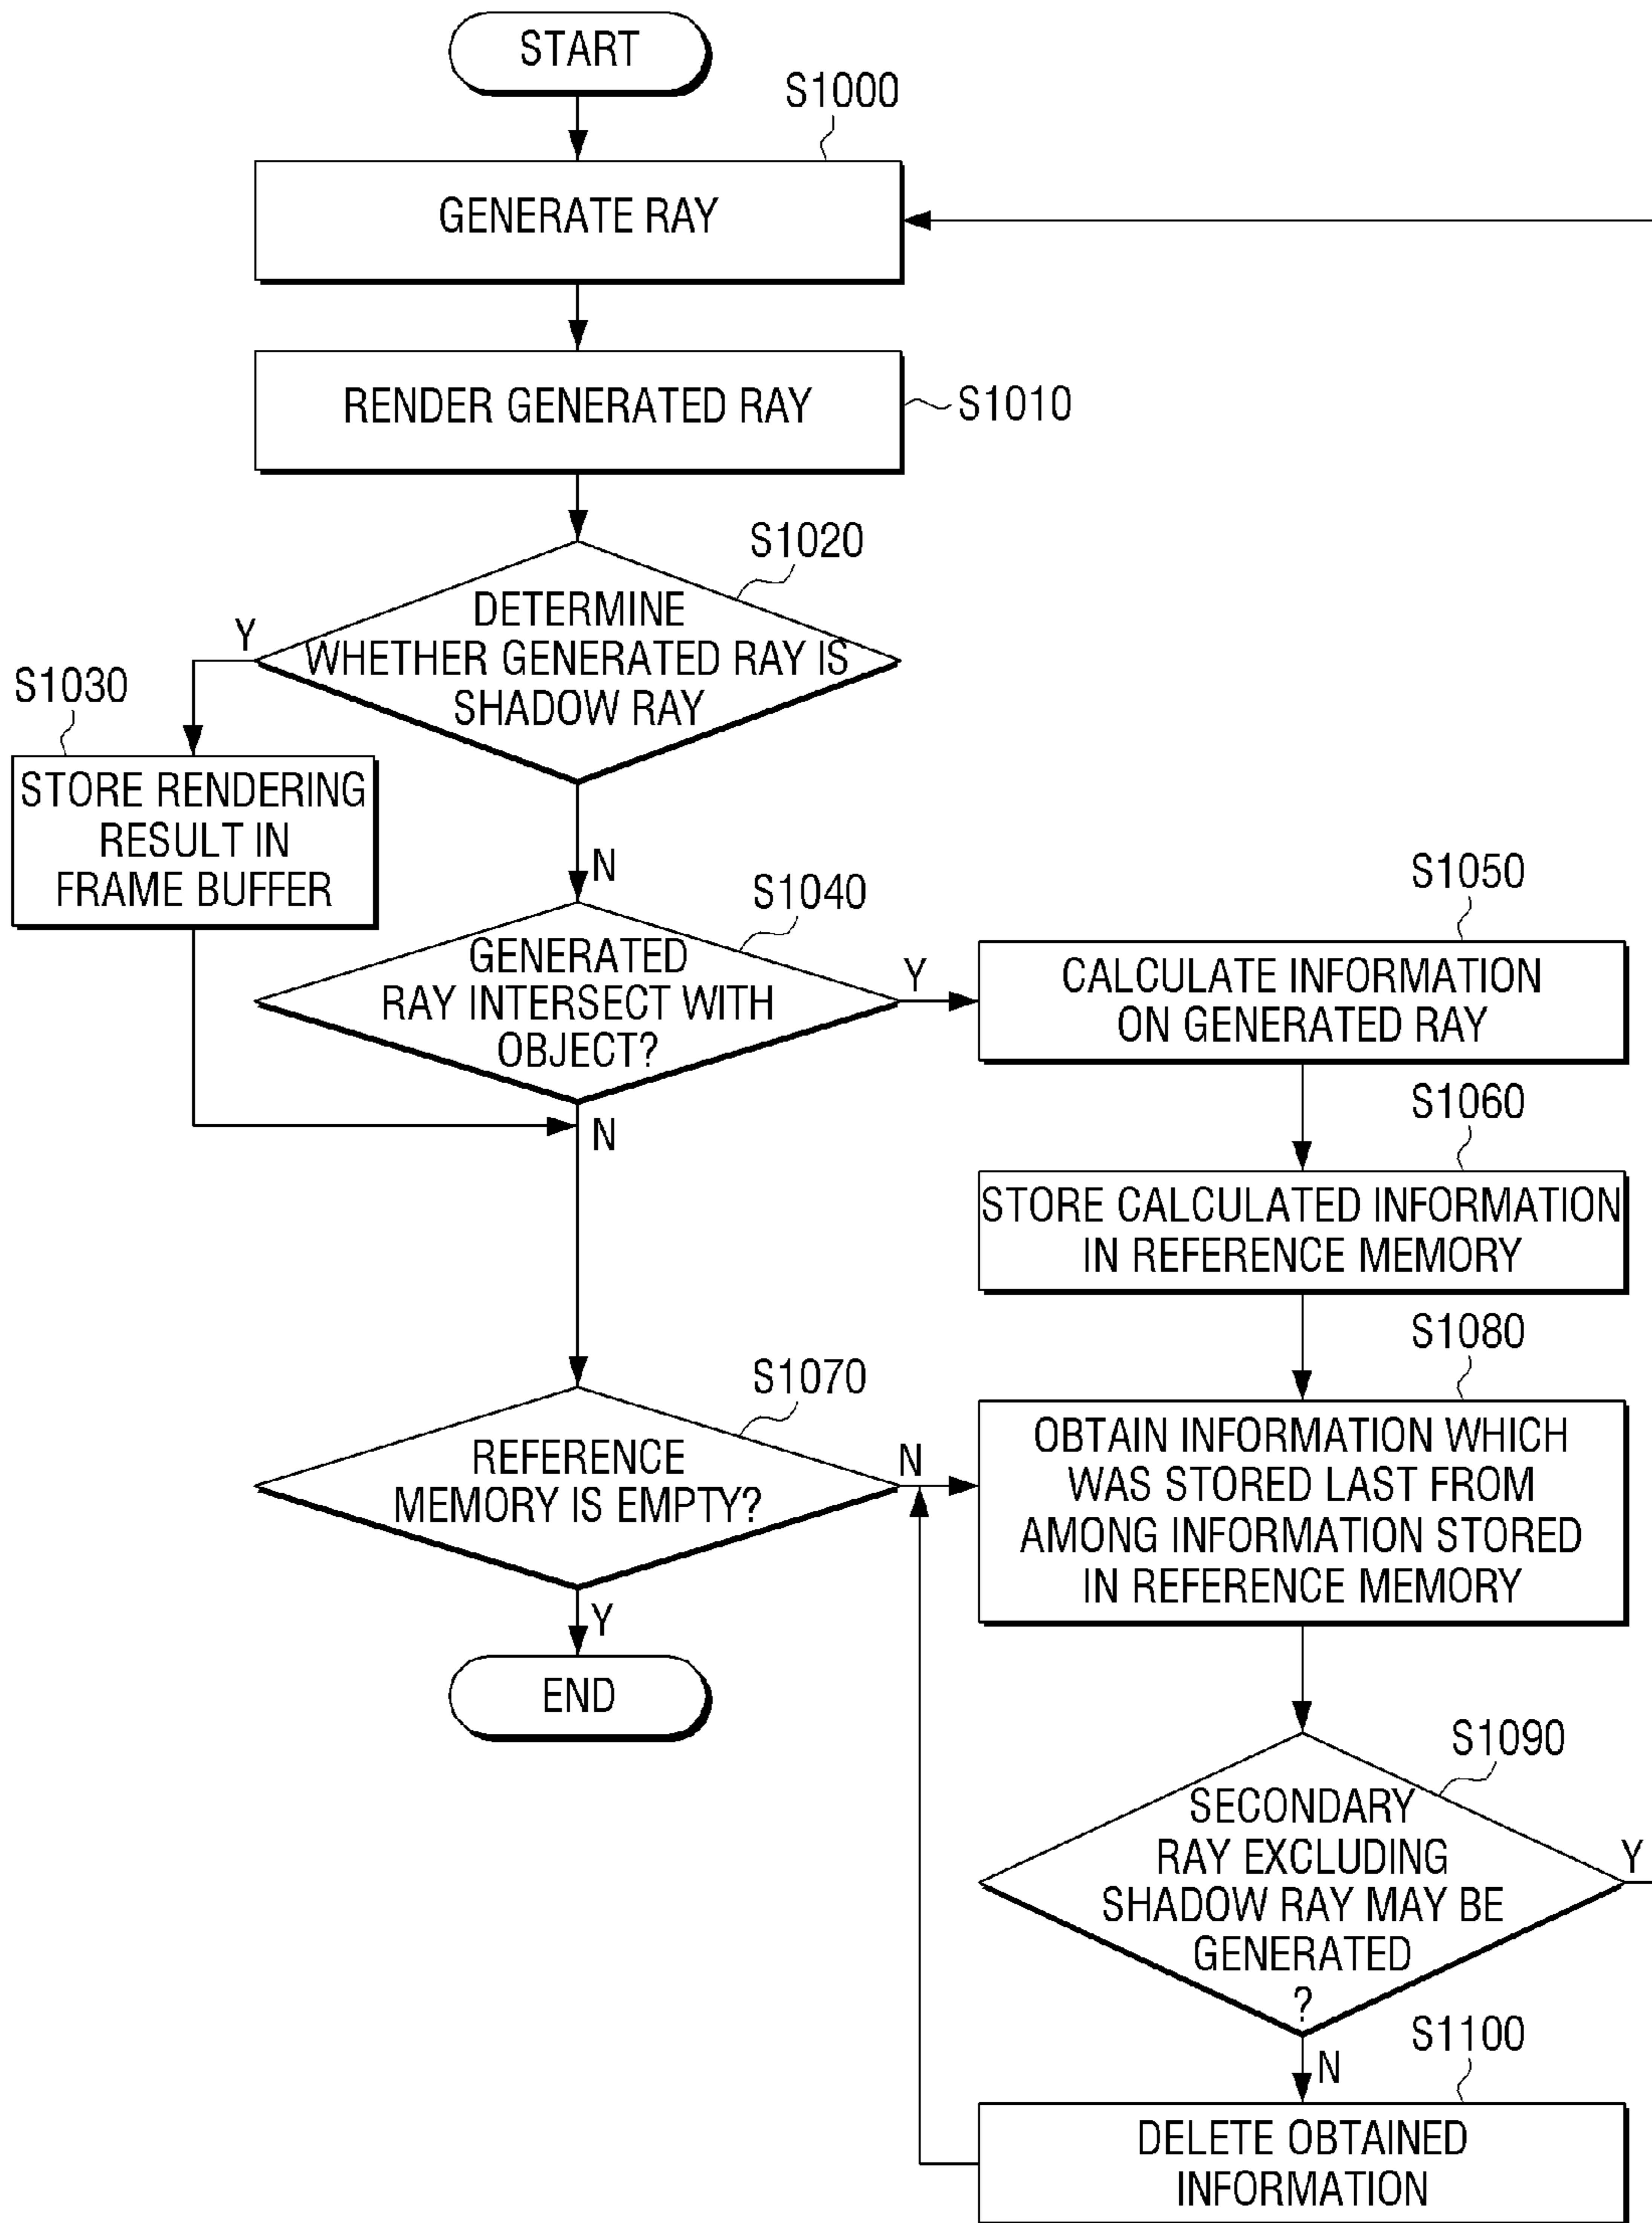 START
S1000
GENERATE RAY
RENDER GENERATED RAY
S1010
S1020
DETERMINE
WHETHER GENERATED RAY IS
SHADOW RAY
Y
S1030
STORE RENDERING
RESULT IN
FRAME BUFFER
N
S1040
GENERATED
RAY INTERSECT WITH
OBJECT?
Y
N
S1050
CALCULATE INFORMATION
ON GENERATED RAY
S1060
STORE CALCULATED INFORMATION
IN REFERENCE MEMORY
S1070
REFERENCE
MEMORY IS EMPTY?
N
Y
END
S1080
OBTAIN INFORMATION WHICH
WAS STORED LAST FROM
AMONG INFORMATION STORED
IN REFERENCE MEMORY
S1090
SECONDARY
RAY EXCLUDING
SHADOW RAY MAY BE
GENERATED
?
Y
N
S1100
DELETE OBTAINED
INFORMATION